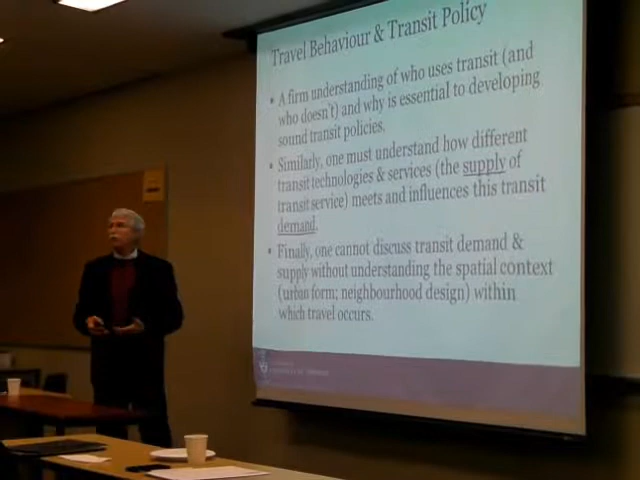 Travel Behaviour & Transit Policy
• A firm understanding of who uses transit (and
who doesn't) and why is essential to developing
sound transit policies.
• Similarly, one must understand how different
transit technologies & services (the supply of
transit service) meets and influences this transit
demand.
• Finally, one cannot discuss transit demand &
supply without understanding the spatial context
(urban form; neighbourhood design) within
which travel occurs.